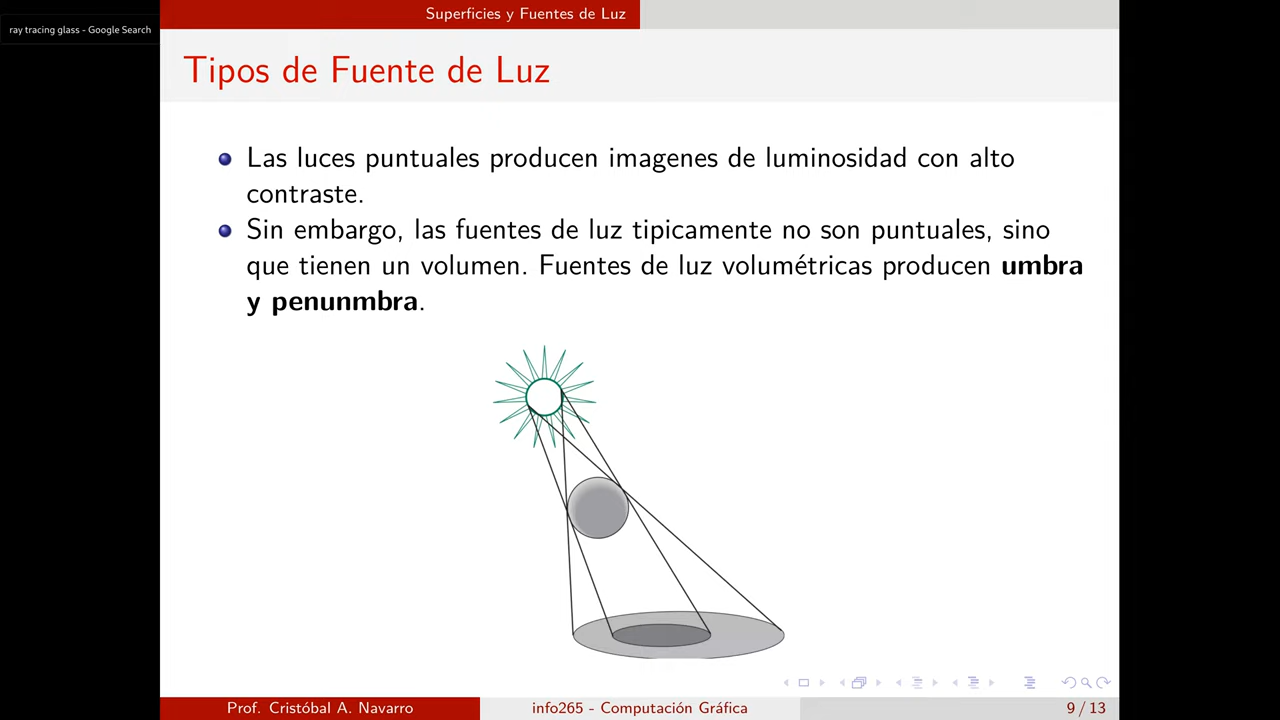 Superficies y Fuentes de Luz
ray tracing glass - Google Search
Tipos de Fuente de Luz
Las luces puntuales producen imagenes de luminosidad con alto
contraste.
Sin embargo, las fuentes de luz tipicamente no son puntuales, sino
que tienen un volumen. Fuentes de luz volumétricas producen umbra
y penunmbra.
Prof. Cristóbal A. Navarro
info265 - Computación Gráfica
9 / 13